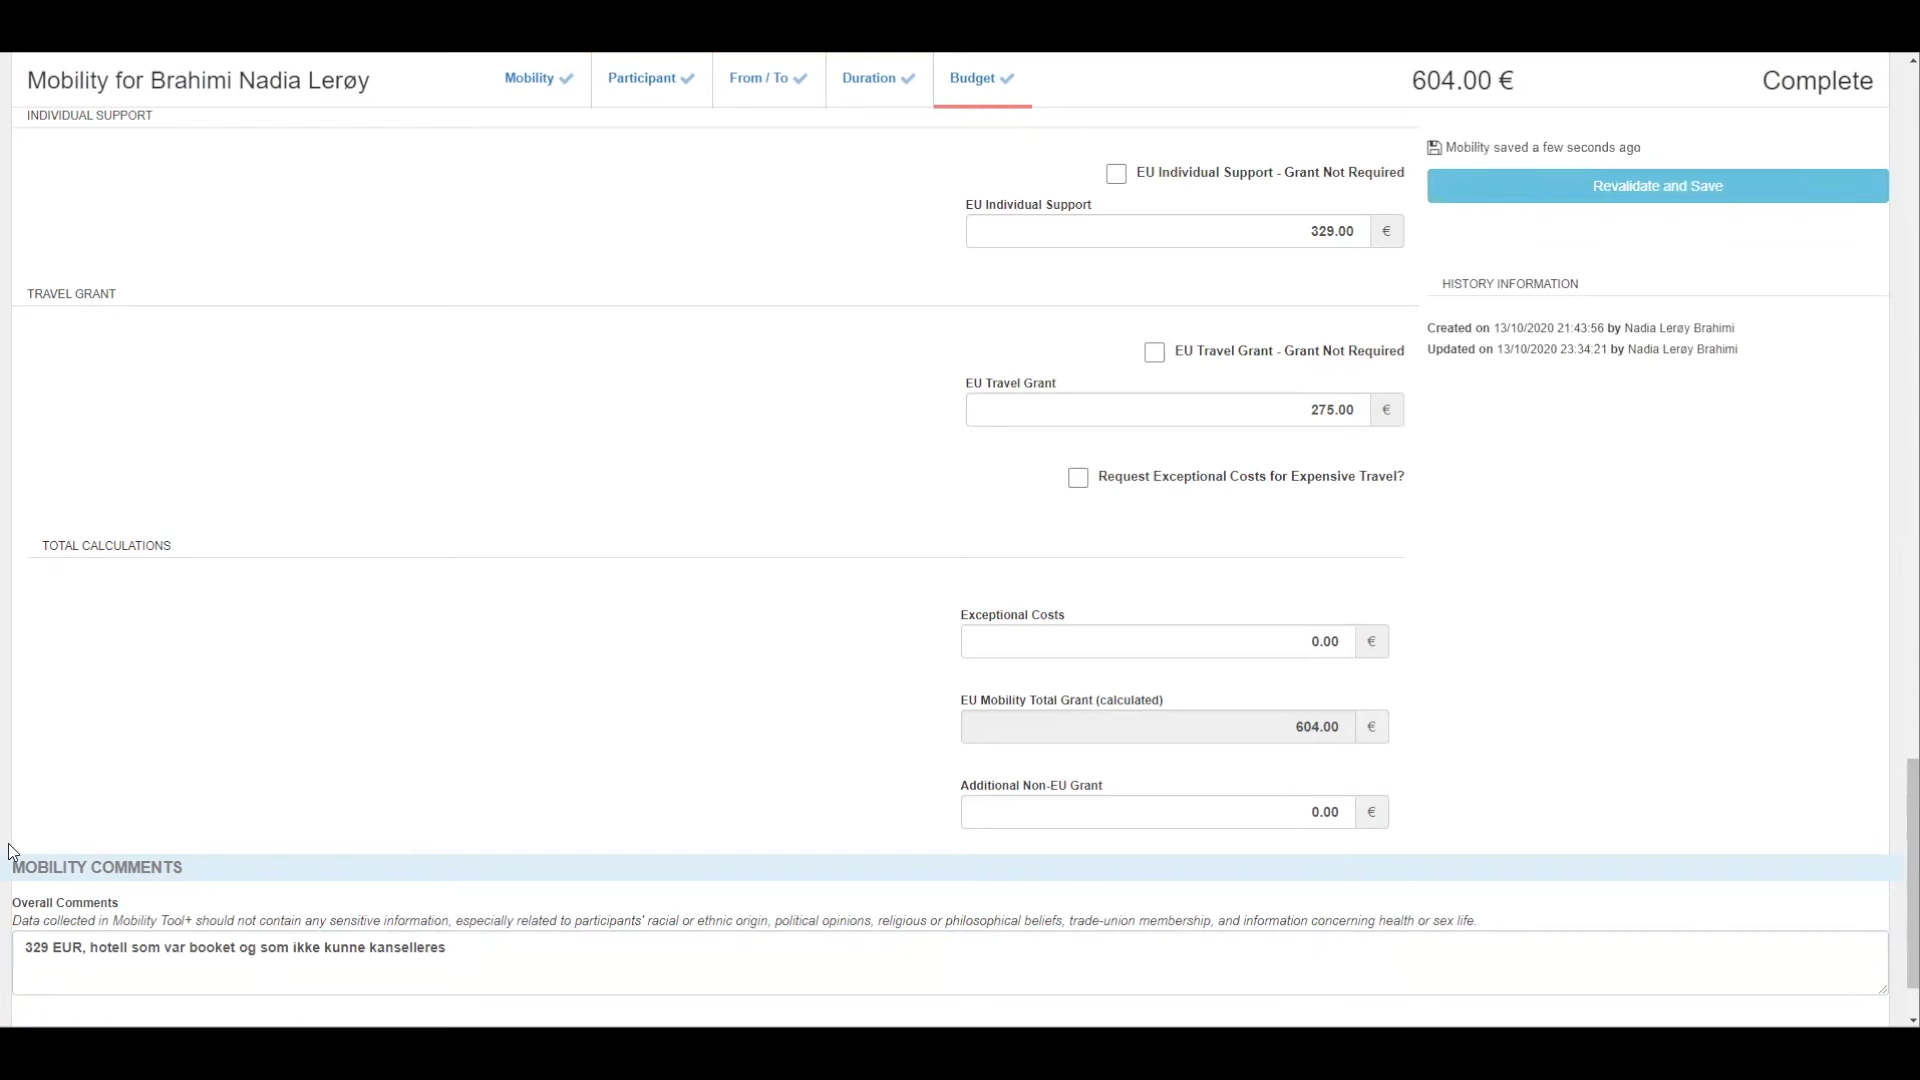 Mobility for Brahimi Nadia Lerøy
Mobility
Participant
From / To
Duration
Budget
604.00 €
Complete
INDIVIDUAL SUPPORT
Mobility saved a few seconds ago
EU Individual Support - Grant Not Required
Revalidate and Save
EU Individual Support
329.00 €
HISTORY INFORMATION
TRAVEL GRANT
Created on 13/10/2020 21:43:56 by Nadia Lerøy Brahimi
Updated on 13/10/2020 23:34:21 by Nadia Lerøy Brahimi
EU Travel Grant - Grant Not Required
EU Travel Grant
275.00 €
Request Exceptional Costs for Expensive Travel?
TOTAL CALCULATIONS
Exceptional Costs
0.00 €
EU Mobility Total Grant (calculated)
604.00 €
Additional Non-EU Grant
0.00 €
MOBILITY COMMENTS
Overall Comments
Data collected in Mobility Tool+ should not contain any sensitive information, especially related to participants' racial or ethnic origin, political opinions, religious or philosophical beliefs, trade-union membership, and information concerning health or sex life.
329 EUR, hotell som var booket og som ikke kunne kanselleres